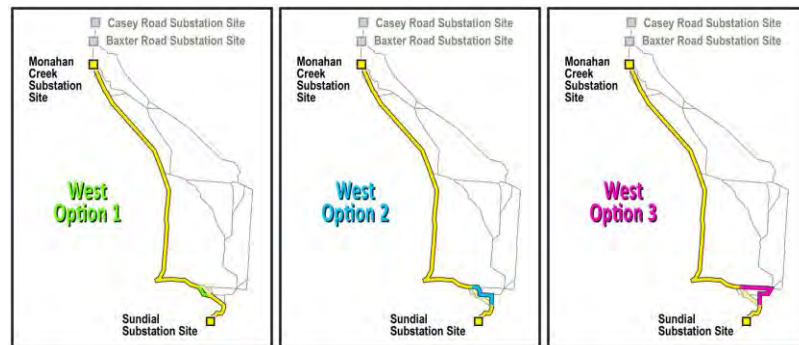 Casey Road Substation Site
Baxter Road Substation Site
Monahan
Creek
Substation
Site
West
Option 1
Sundial
Substation Site
Casey Road Substation Site
Baxter Road Substation Site
Monahan
Creek
Substation
Site
West
Option 2
Sundial
Substation Site
Casey Road Substation Site
Baxter Road Substation Site
Monahan
Creek
Substation
Site
West
Option 3
Sundial
Substation Site